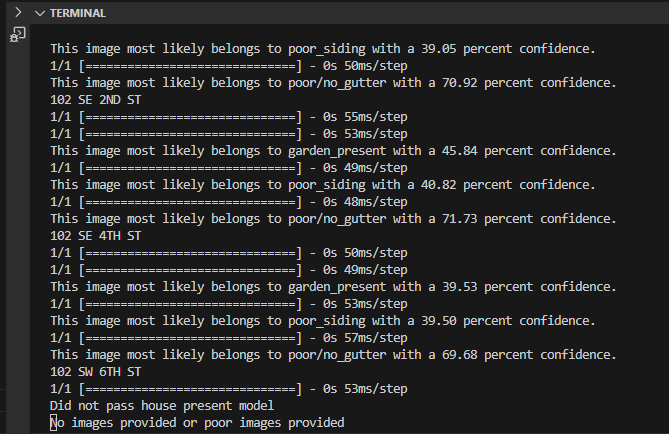 TERMINAL
This image most likely belongs to poor_siding with a 39.05 percent confidence.
1/1 [==============================] - 0s 50ms/step
This image most likely belongs to poor/no_gutter with a 70.92 percent confidence.
102 SE 2ND ST
1/1 [==============================] - 0s 55ms/step
1/1 [==============================] - 0s 53ms/step
This image most likely belongs to garden_present with a 45.84 percent confidence.
1/1 [==============================] - 0s 49ms/step
This image most likely belongs to poor_siding with a 40.82 percent confidence.
1/1 [==============================] - 0s 48ms/step
This image most likely belongs to poor/no_gutter with a 71.73 percent confidence.
102 SE 4TH ST
1/1 [==============================] - 0s 50ms/step
1/1 [==============================] - 0s 49ms/step
This image most likely belongs to garden_present with a 39.53 percent confidence.
1/1 [==============================] - 0s 53ms/step
This image most likely belongs to poor_siding with a 39.50 percent confidence.
1/1 [==============================] - 0s 57ms/step
This image most likely belongs to poor/no_gutter with a 69.68 percent confidence.
102 SW 6TH ST
1/1 [==============================] - 0s 53ms/step
Did not pass house present model
No images provided or poor images provided